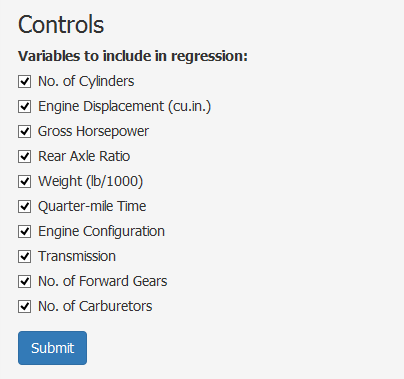 Controls
Variables to include in regression:
No. of Cylinders
Engine Displacement (cu.in.)
Gross Horsepower
Rear Axle Ratio
Weight (lb/1000)
Quarter-mile Time
Engine Configuration
Transmission
No. of Forward Gears
No. of Carburetors
Submit